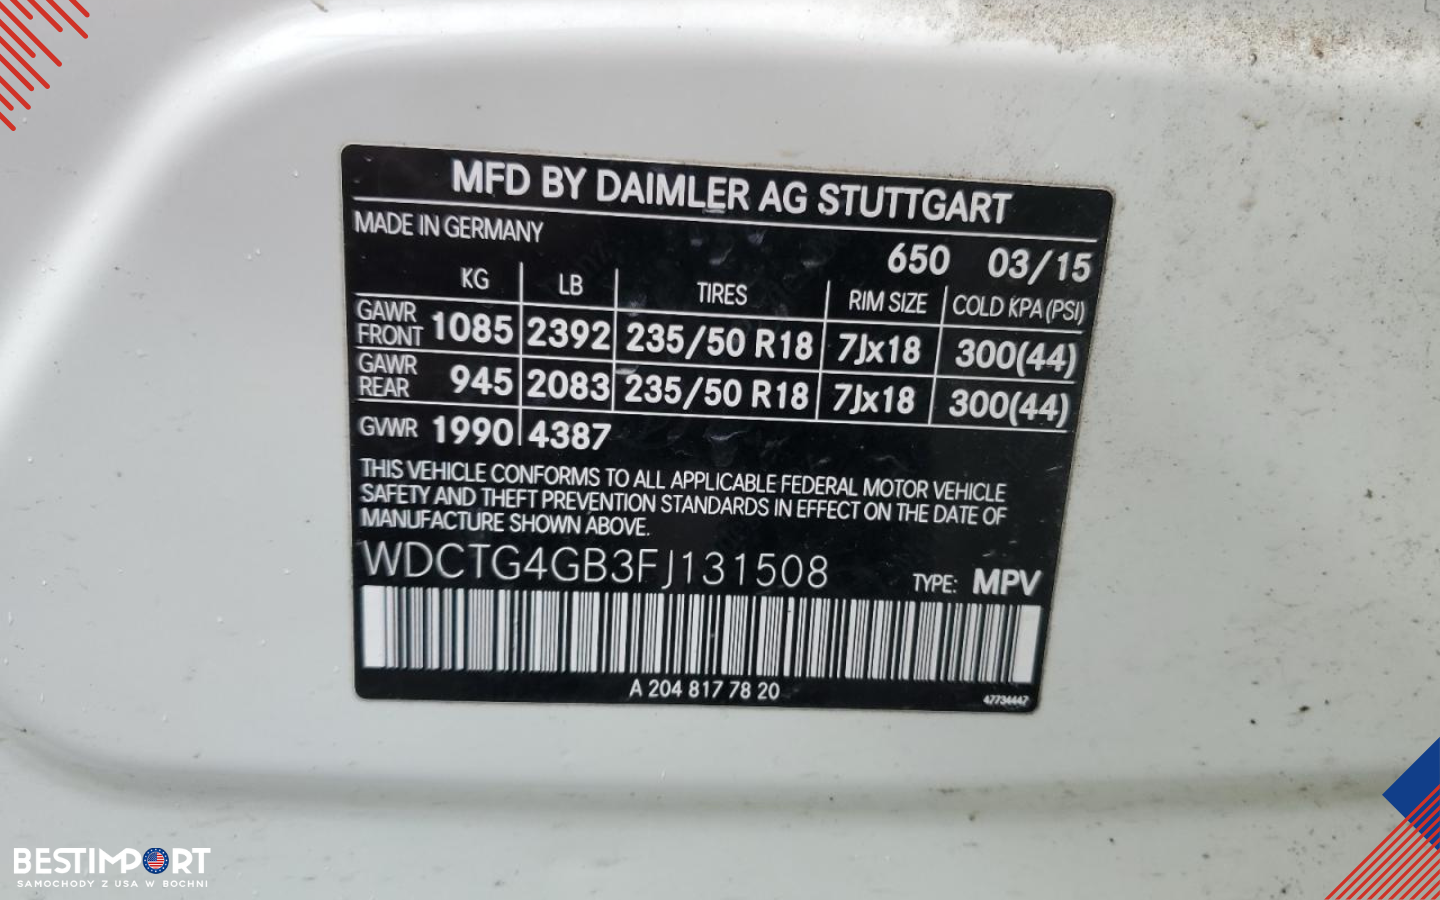 MFD BY DAIMLER AG STUTTGART
MADE IN GERMANY
650 03/15
KG LB TIRES RIM SIZE COLD KPA (PSI)
GAWR FRONT 1085 2392 235/50 R18 7Jx18 300(44)
GAWR REAR 945 2083 235/50 R18 7Jx18 300(44)
GVWR 1990 4387
THIS VEHICLE CONFORMS TO ALL APPLICABLE FEDERAL MOTOR VEHICLE
SAFETY AND THEFT PREVENTION STANDARDS IN EFFECT ON THE DATE OF
MANUFACTURE SHOWN ABOVE.
WDCTG4GB3FJ131508 TYPE: MPV
A 204 817 78 20
47734447
BESTIMPORT
SAMOCHODY Z USA W BOCHNI